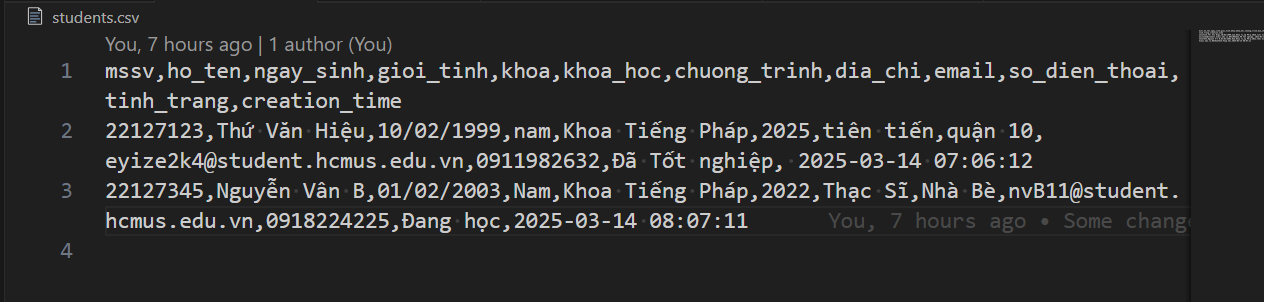 students.csv
You, 7 hours ago | 1 author (You)
1 mssv,ho_ten,ngay_sinh,gioi_tinh,khoa,khoa_hoc,chuong_trinh,dia_chi,email,so_dien_thoai,
tinh_trang,creation_time
2 22127123,Thứ Văn Hiệu,10/02/1999,nam,Khoa Tiếng Pháp,2025,tiên tiến,quận 10,
eyize2k4@student.hcmus.edu.vn,0911982632,Đã Tốt nghiệp, 2025-03-14 07:06:12
3 22127345,Nguyễn Vân B,01/02/2003,Nam,Khoa Tiếng Pháp,2022,Thạc Sĩ,Nhà Bè,nvB11@student.
hcmus.edu.vn,0918224225,Đang học,2025-03-14 08:07:11 You, 7 hours ago • Some chang
4